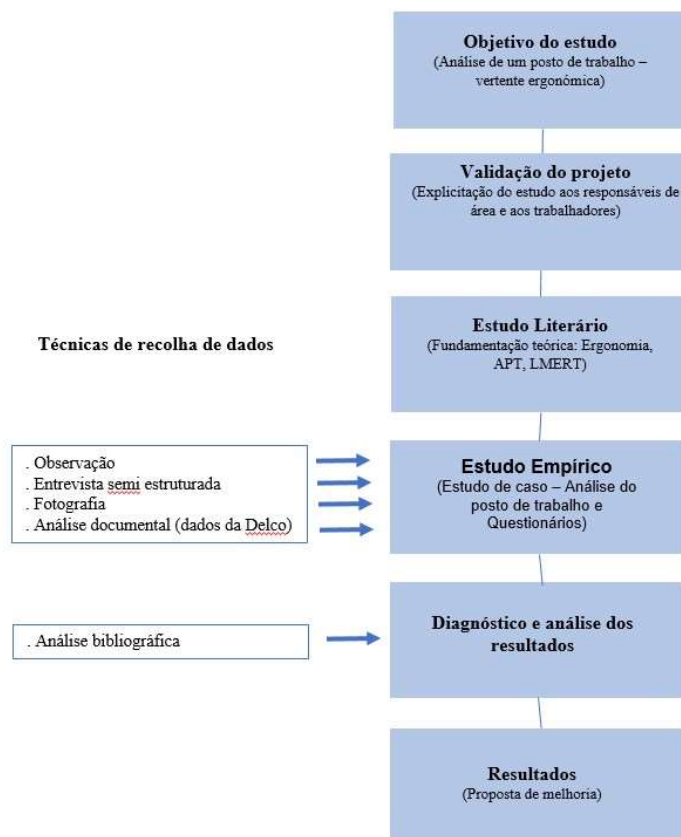 Objetivo do estudo
(Análise de um posto de trabalho –
vertente ergonómica)
Validação do projeto
(Explicitação do estudo aos responsáveis de
área e aos trabalhadores)
Estudo Literário
(Fundamentação teórica: Ergonomia,
APT, LMERT)
Técnicas de recolha de dados
. Observação
. Entrevista semi estruturada
. Fotografia
. Análise documental (dados da Delco)
Estudo Empírico
(Estudo de caso – Análise do
posto de trabalho e
Questionários)
Diagnóstico e análise dos
resultados
. Análise bibliográfica
Resultados
(Proposta de melhoria)